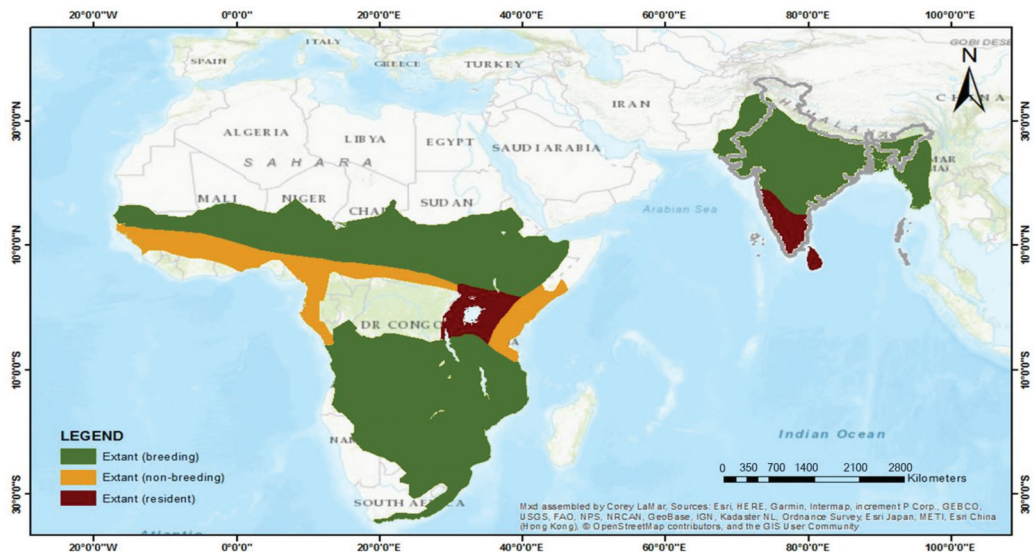 20°0'0"W 0°0'0" 20°0'0"E 40°0'0"E 60°0'0"E 80°0'0"E 100°0'0"E
ITALY
GOBI DESE
SPAIN
GREECE
TURKEY
N
IRAN
CHINA
30°0'0"N
30°0'0"N
HIMALAYA
ALGERIA
LIBYA
EGYPT
SAUDI ARABIA
SAHARA
MAR
MALI
NIGER
SUDAN
CHAD
Arabian Sea
10°0'0"N
10°0'0"N
DR CONGO
A
10°0'0"S
10°0'0"S
LEGEND
Extant (breeding)
Extant (non-breeding)
Extant (resident)
NAM
Indian Ocean
0 350 700 1400 2100 2800
Kilometers
SOUTH AFRICA
30°0'0"S
30°0'0"S
Mxd assembled by Corey LaMar, Sources: Esri, HERE, Garmin, Intermap, increment P Corp., GEBCO,
USGS, FAO, NPS, NRCAN, GeoBase, IGN, Kadaster NL, Ordnance Survey, Esri Japan, METI, Esri China
(Hong Kong), © OpenStreetMap contributors, and the GIS User Community
Atlantic
20°0'0"W 0°0'0" 20°0'0"E 40°0'0"E 60°0'0"E 80°0'0"E 100°0'0"E